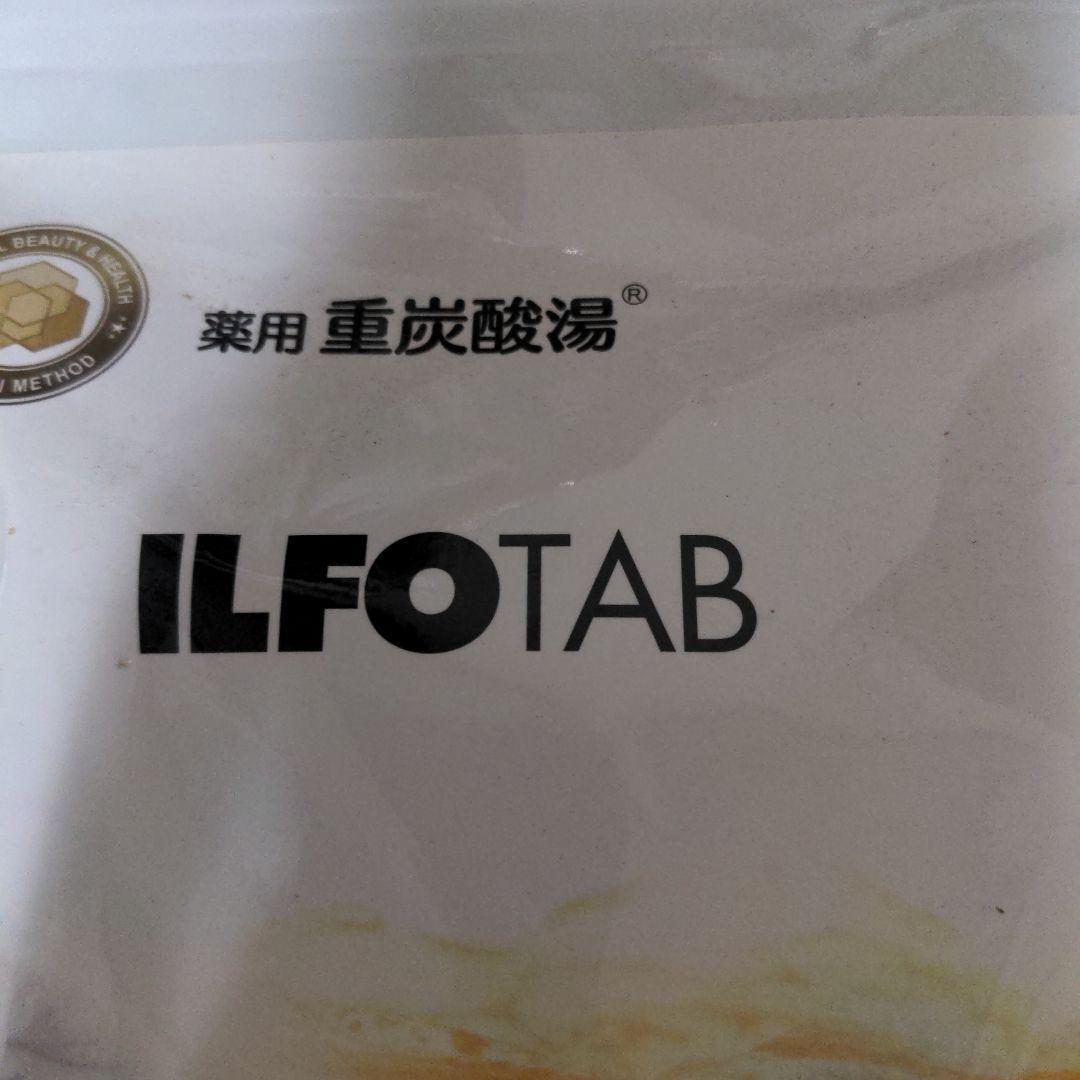 L BEAUTY & HEALTH
METHOD
薬用 重炭酸湯®
ILFOTAB